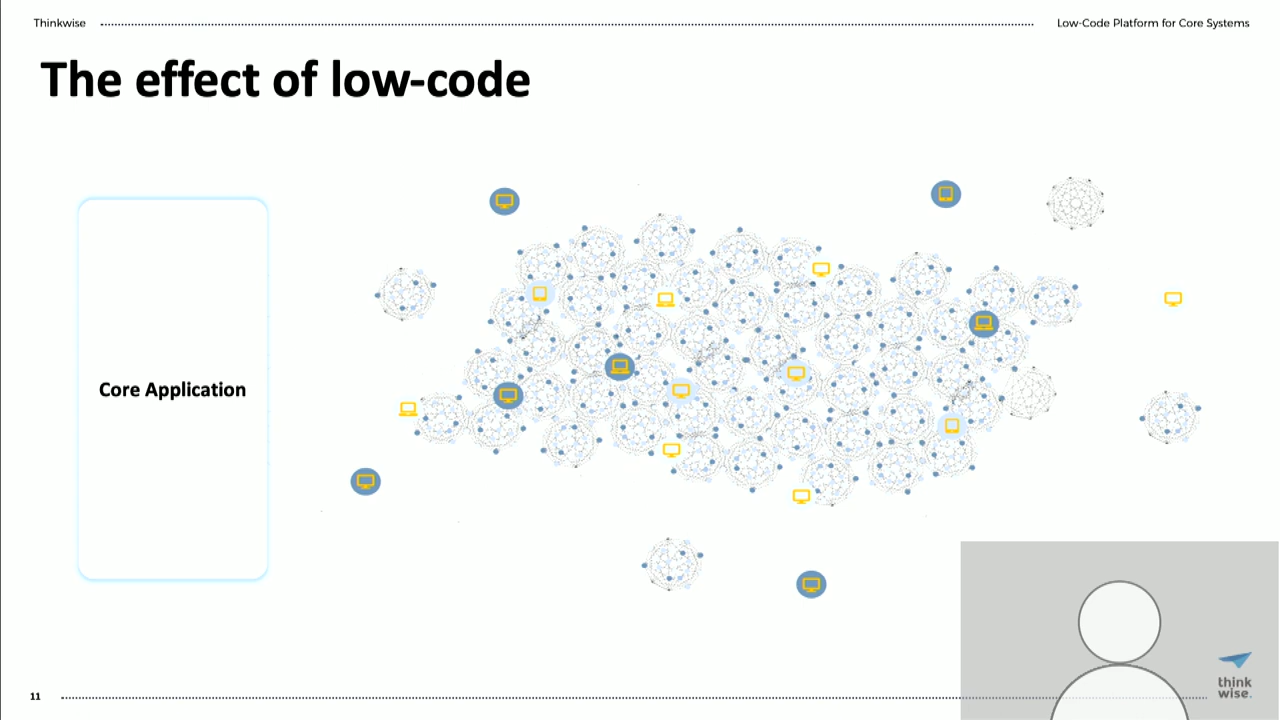 Thinkwise
Low-Code Platform for Core Systems
The effect of low-code
Core Application
11
think
wise.